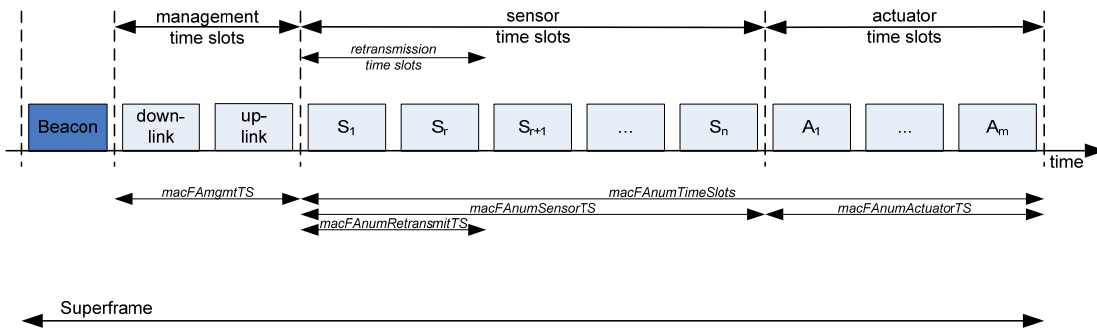 management
time slots
sensor
time slots
actuator
time slots
retransmission
time slots
Beacon
down-
link
up-
link
S1
Sr
Sr+1
...
Sn
A1
...
Am
time
macFAmgmtTS
macFAnumTimeSlots
macFAnumSensorTS
macFAnumActuatorTS
macFAnumRetransmitTS
Superframe